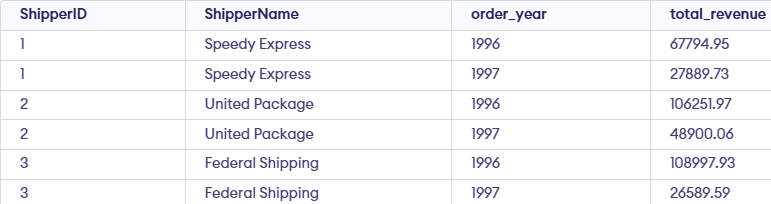 ShipperID ShipperName order_year total_revenue
1 Speedy Express 1996 67794.95
1 Speedy Express 1997 27889.73
2 United Package 1996 106251.97
2 United Package 1997 48900.06
3 Federal Shipping 1996 108997.93
3 Federal Shipping 1997 26589.59